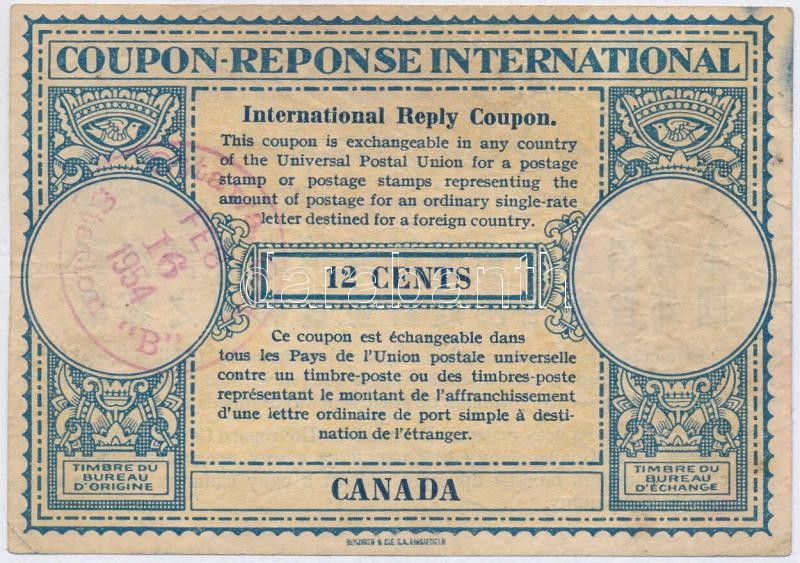 COUPON-REPONSE INTERNATIONAL
International Reply Coupon.
This coupon is exchangeable in any country
of the Universal Postal Union for a postage
stamp or postage stamps representing the
amount of postage for an ordinary single-rate
letter destined for a foreign country.
FEB
16
1954
"B"
12 CENTS
darabanth
Ce coupon est échangeable dans
tous les Pays de l'Union postale universelle
contre un timbre-poste ou des timbres-poste
représentant le montant de l'affranchissement
d'une lettre ordinaire de port simple à desti-
nation de l'étranger.
TIMBRE DU
BUREAU
D'ORIGINE
CANADA
TIMBRE DU
BUREAU
D'ÉCHANGE
BENZIGER & CIE. S.A. EINSIEDELN